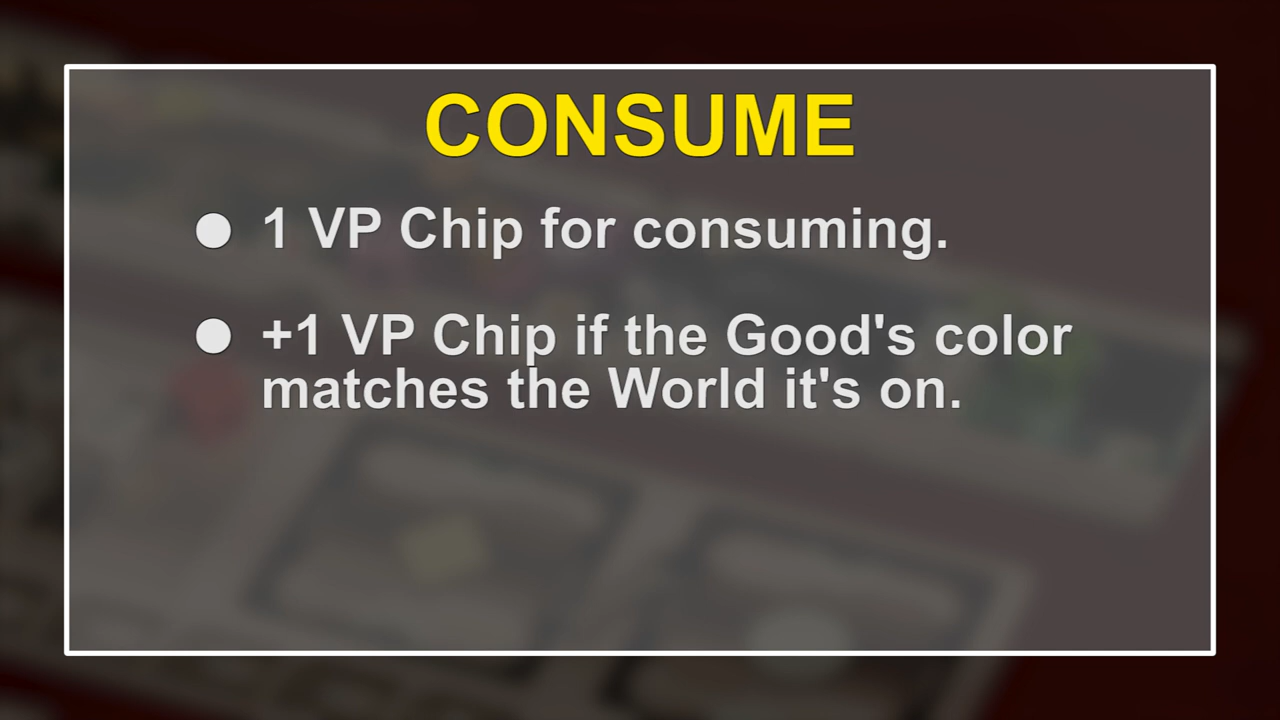 CONSUME
● 1 VP Chip for consuming.
● +1 VP Chip if the Good's color
matches the World it's on.